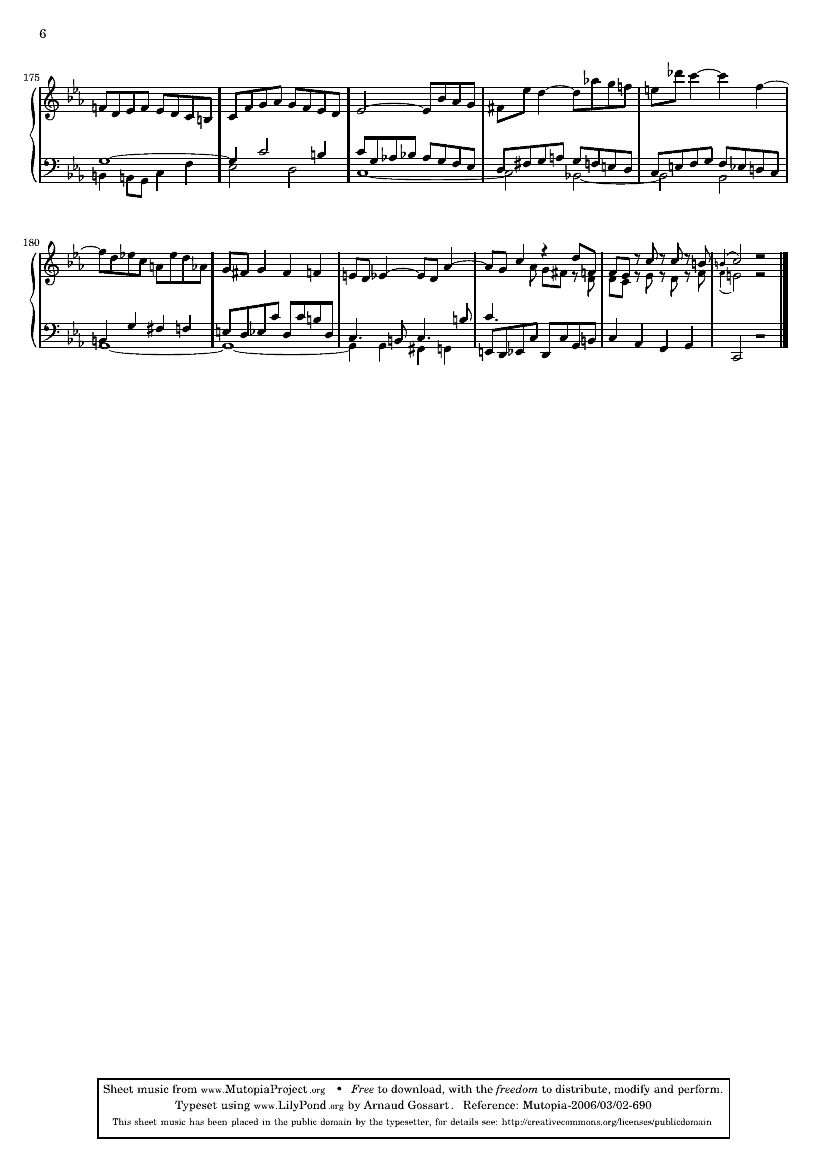 6
175
180
Sheet music from www.MutopiaProject.org • Free to download, with the freedom to distribute, modify and perform.
Typeset using www.LilyPond.org by Arnaud Gossart. Reference: Mutopia-2006/03/02-690
This sheet music has been placed in the public domain by the typesetter, for details see: http://creativecommons.org/licenses/publicdomain